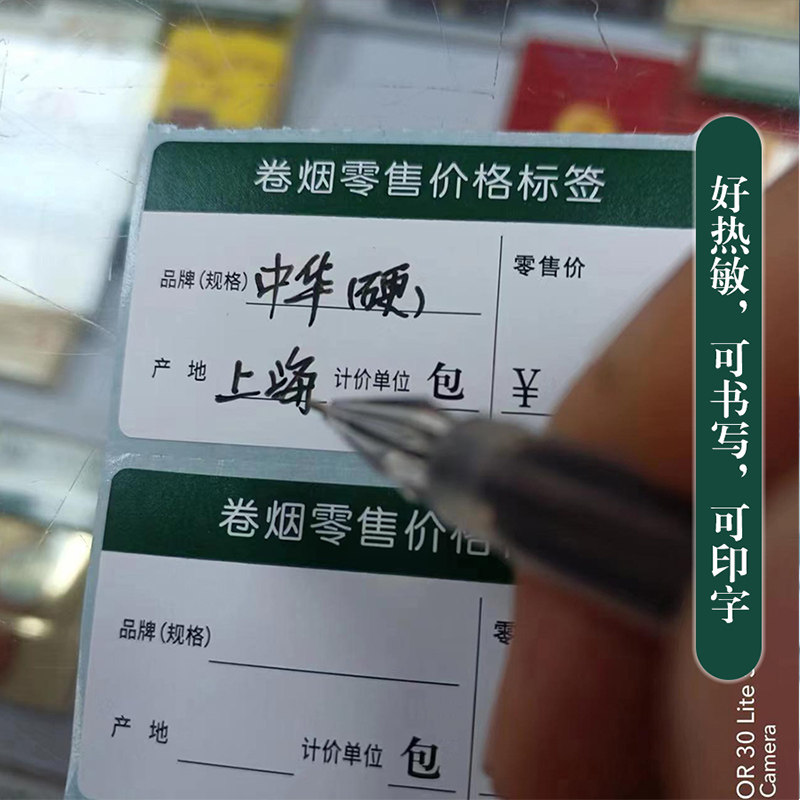 卷烟零售价格标签
品牌(规格) 中华(硬)
零售价
产 地 上海 计价单位 包
¥
卷烟零售价格
品牌(规格)
零
产 地 计价单位 包
好热敏，可书写，可印字
OR 30 Lite
Camera